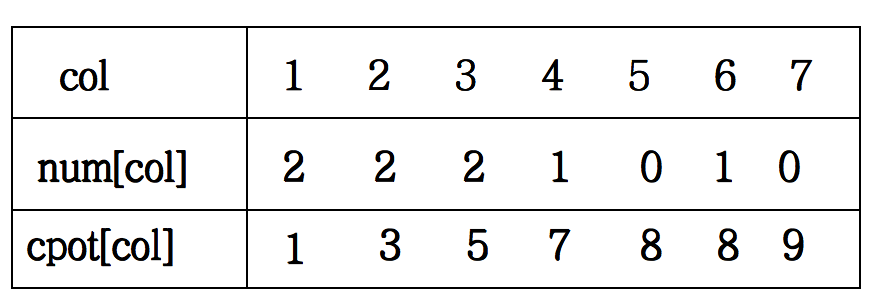 col 1 2 3 4 5 6 7
num[col] 2 2 2 1 0 1 0
cpot[col] 1 3 5 7 8 8 9